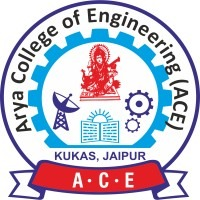 Arya College of Engineering (ACE)
KUKAS, JAIPUR
A·C·E